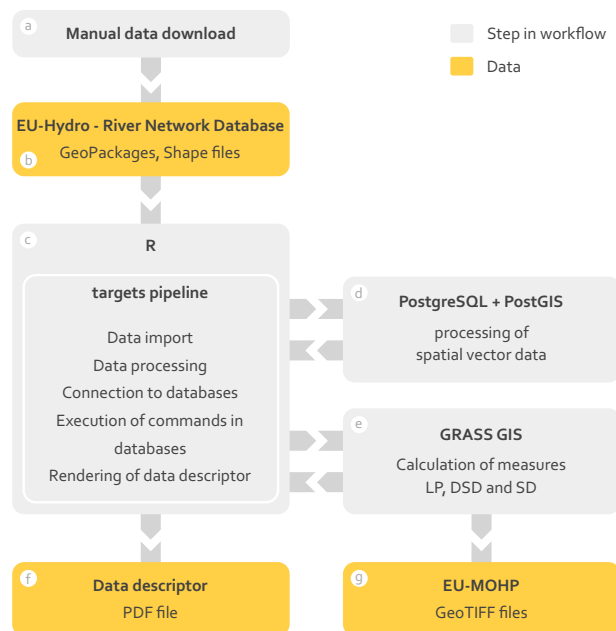 a
Manual data download
Step in workflow
Data
EU-Hydro - River Network Database
GeoPackages, Shape files
b
c
R
targets pipeline
Data import
Data processing
Connection to databases
Execution of commands in
databases
Rendering of data descriptor
d
PostgreSQL + PostGIS
processing of
spatial vector data
e
GRASS GIS
Calculation of measures
LP, DSD and SD
f
Data descriptor
PDF file
g
EU-MOHP
GeoTIFF files